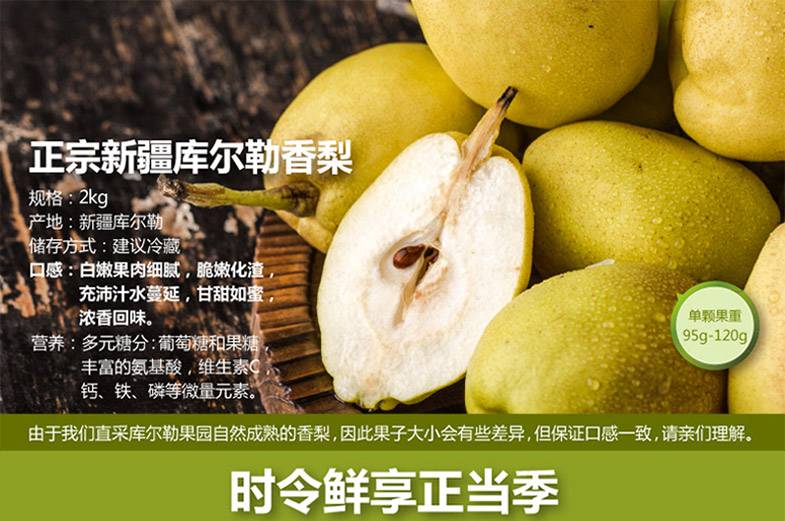 正宗新疆库尔勒香梨
规格：2kg
产地：新疆库尔勒
储存方式：建议冷藏
口感：白嫩果肉细腻，脆嫩化渣，
充沛汁水蔓延，甘甜如蜜，
浓香回味。
营养：多元糖分：葡萄糖和果糖，
丰富的氨基酸，维生素C
钙、铁、磷等微量元素。
单颗果重
95g-120g
由于我们直采库尔勒果园自然成熟的香梨，因此果子大小会有些差异，但保证口感一致，请亲们理解。
时令鲜享正当季